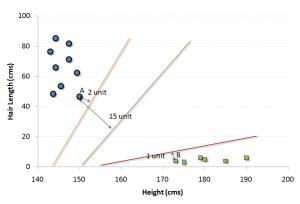 100
80
60
40
20
0
Hair Length (cms)
A
2 unit
15 unit
1 unit
B
140 150 160 170 180 190 200
Height (cms)